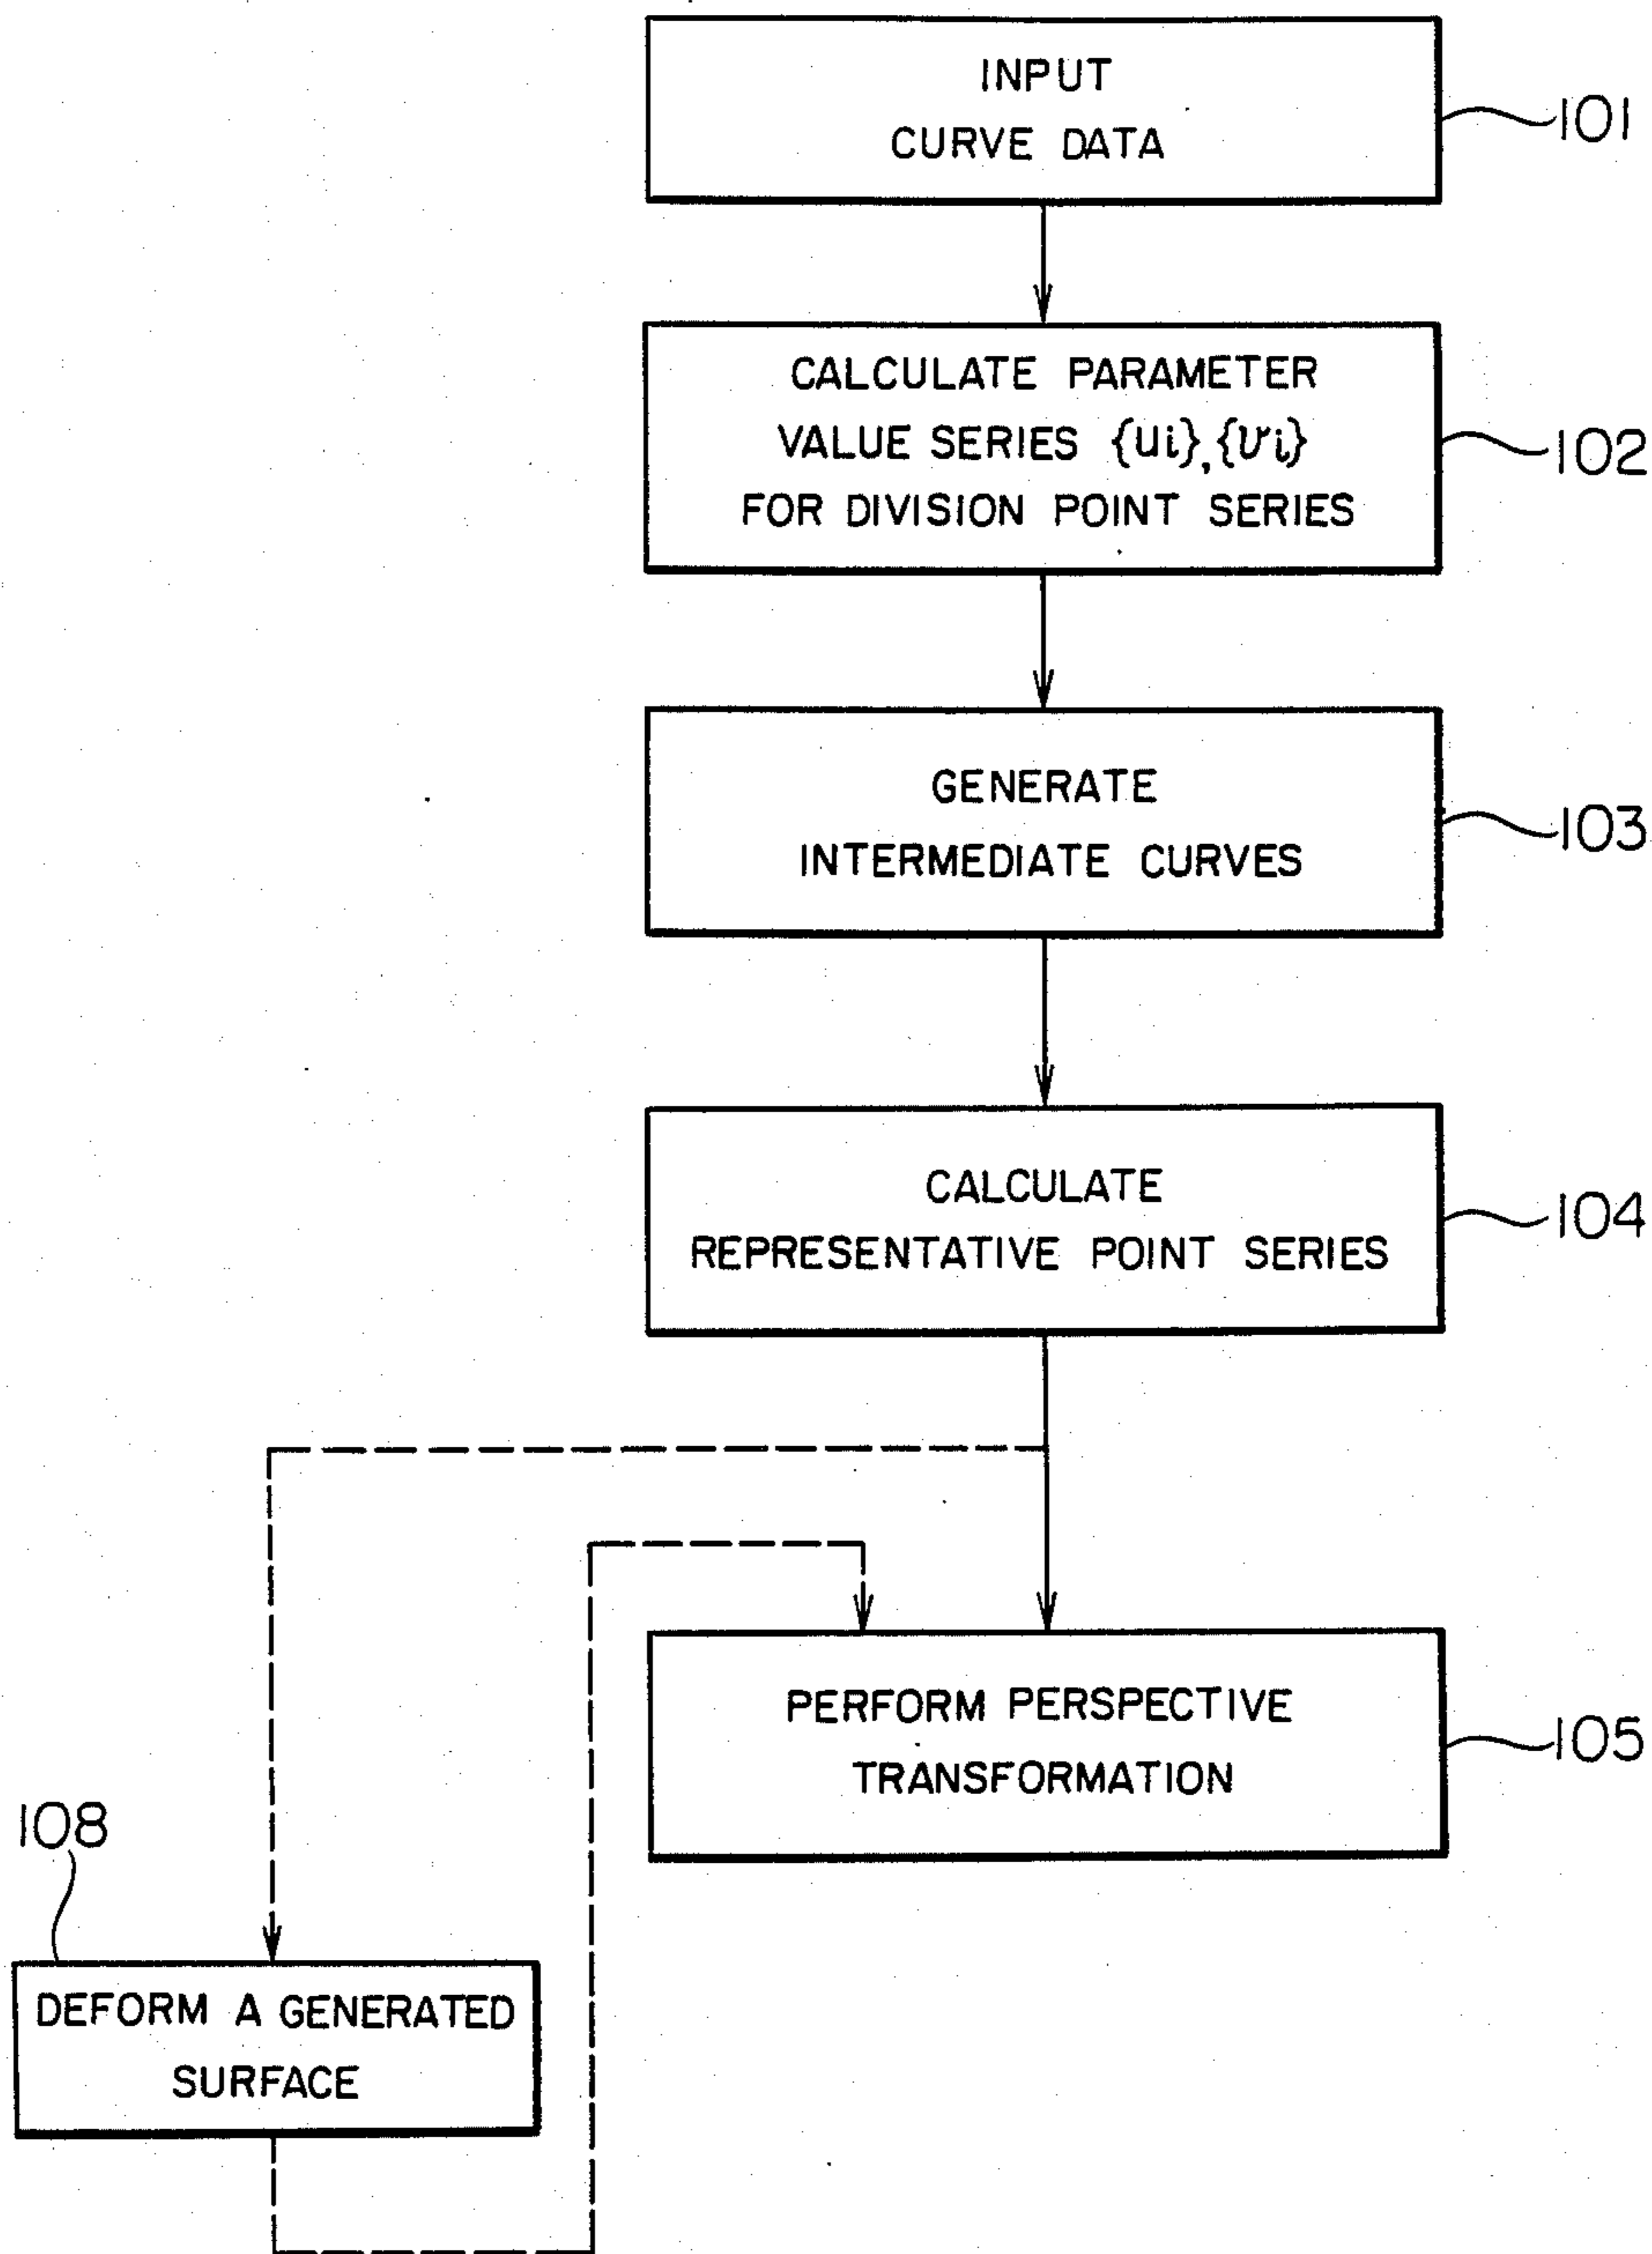 INPUT
CURVE DATA
101
CALCULATE PARAMETER
VALUE SERIES {ui}, {vi}
FOR DIVISION POINT SERIES
102
GENERATE
INTERMEDIATE CURVES
103
CALCULATE
REPRESENTATIVE POINT SERIES
104
PERFORM PERSPECTIVE
TRANSFORMATION
105
108
DEFORM A GENERATED
SURFACE